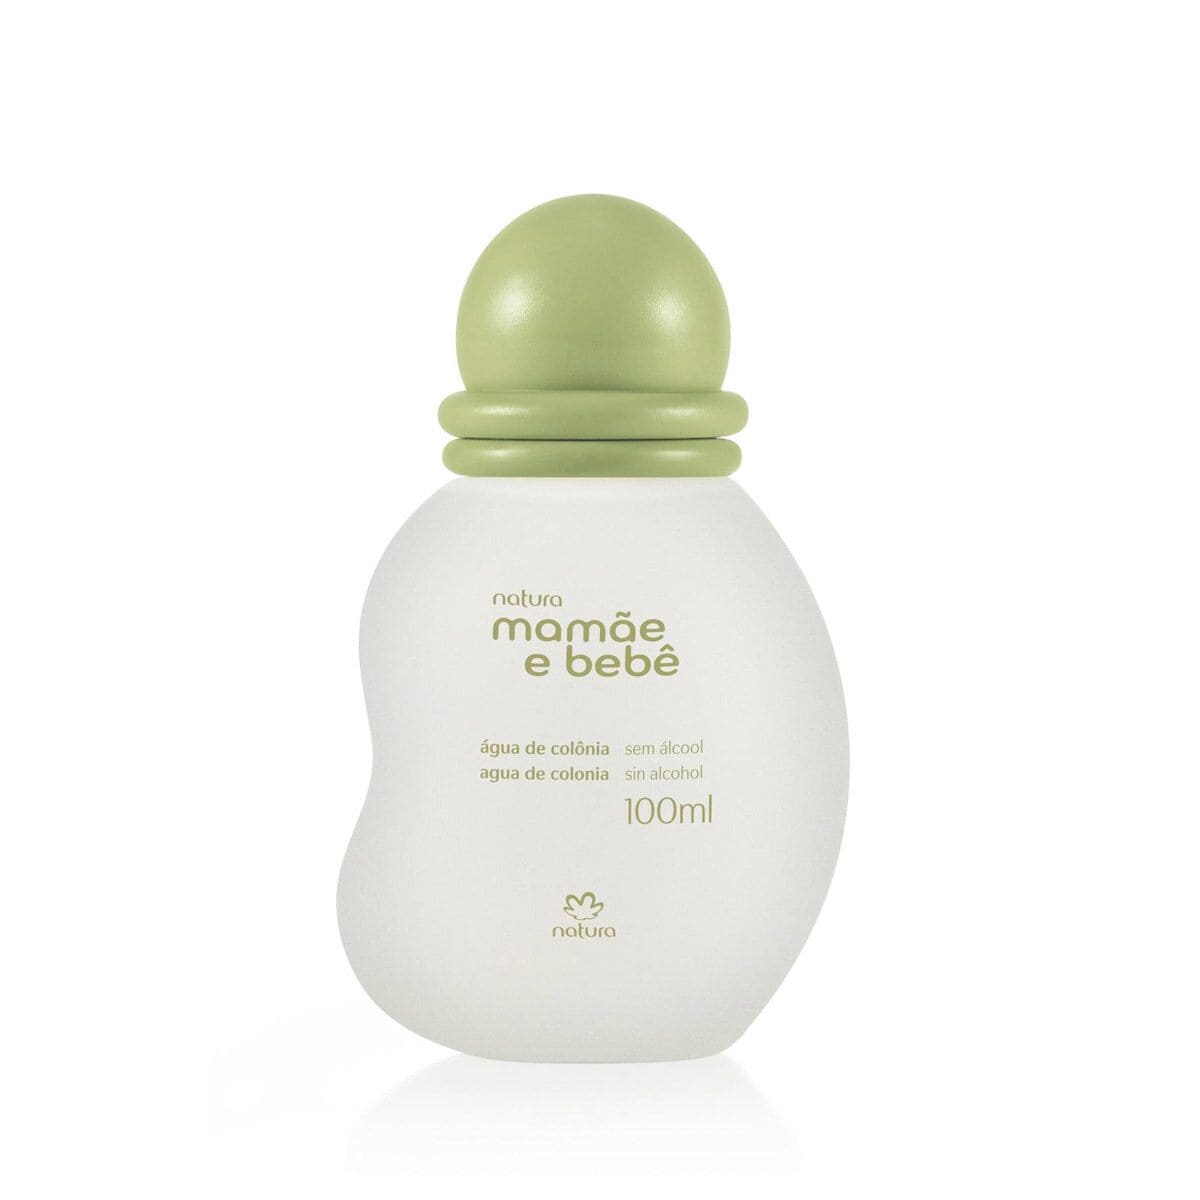 natura
mamãe
e bebê
água de colônia sem álcool
agua de colonia sin alcohol
100ml
natura